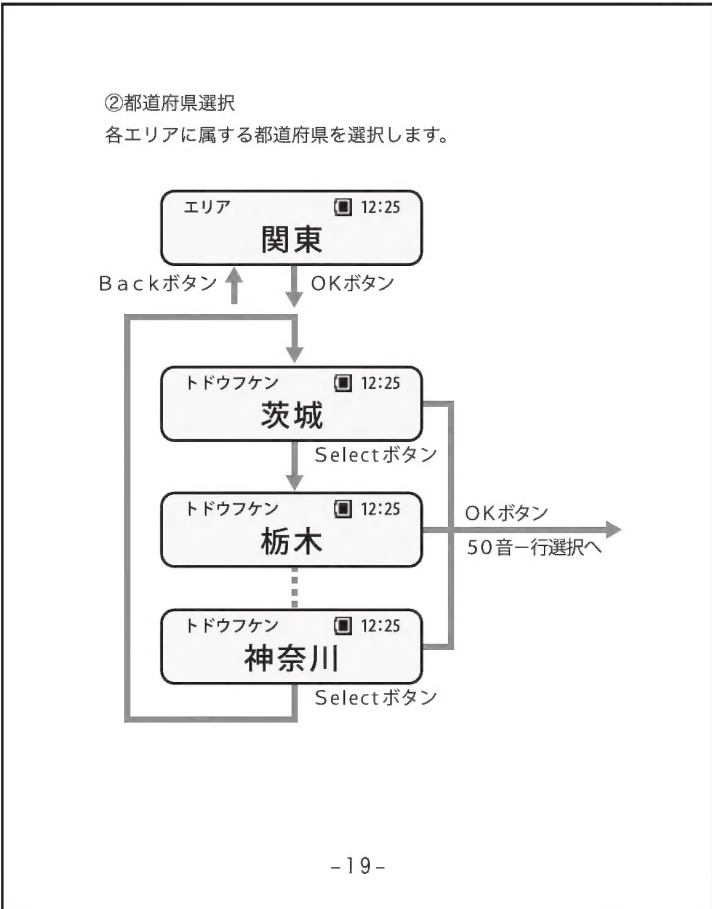 ②都道府県選択
各エリアに属する都道府県を選択します。
エリア 12:25
関東
Backボタン OKボタン
トドウフケン 12:25
茨城
Selectボタン
トドウフケン 12:25
栃木
OKボタン
50音ー行選択へ
トドウフケン 12:25
神奈川
Selectボタン
-19-